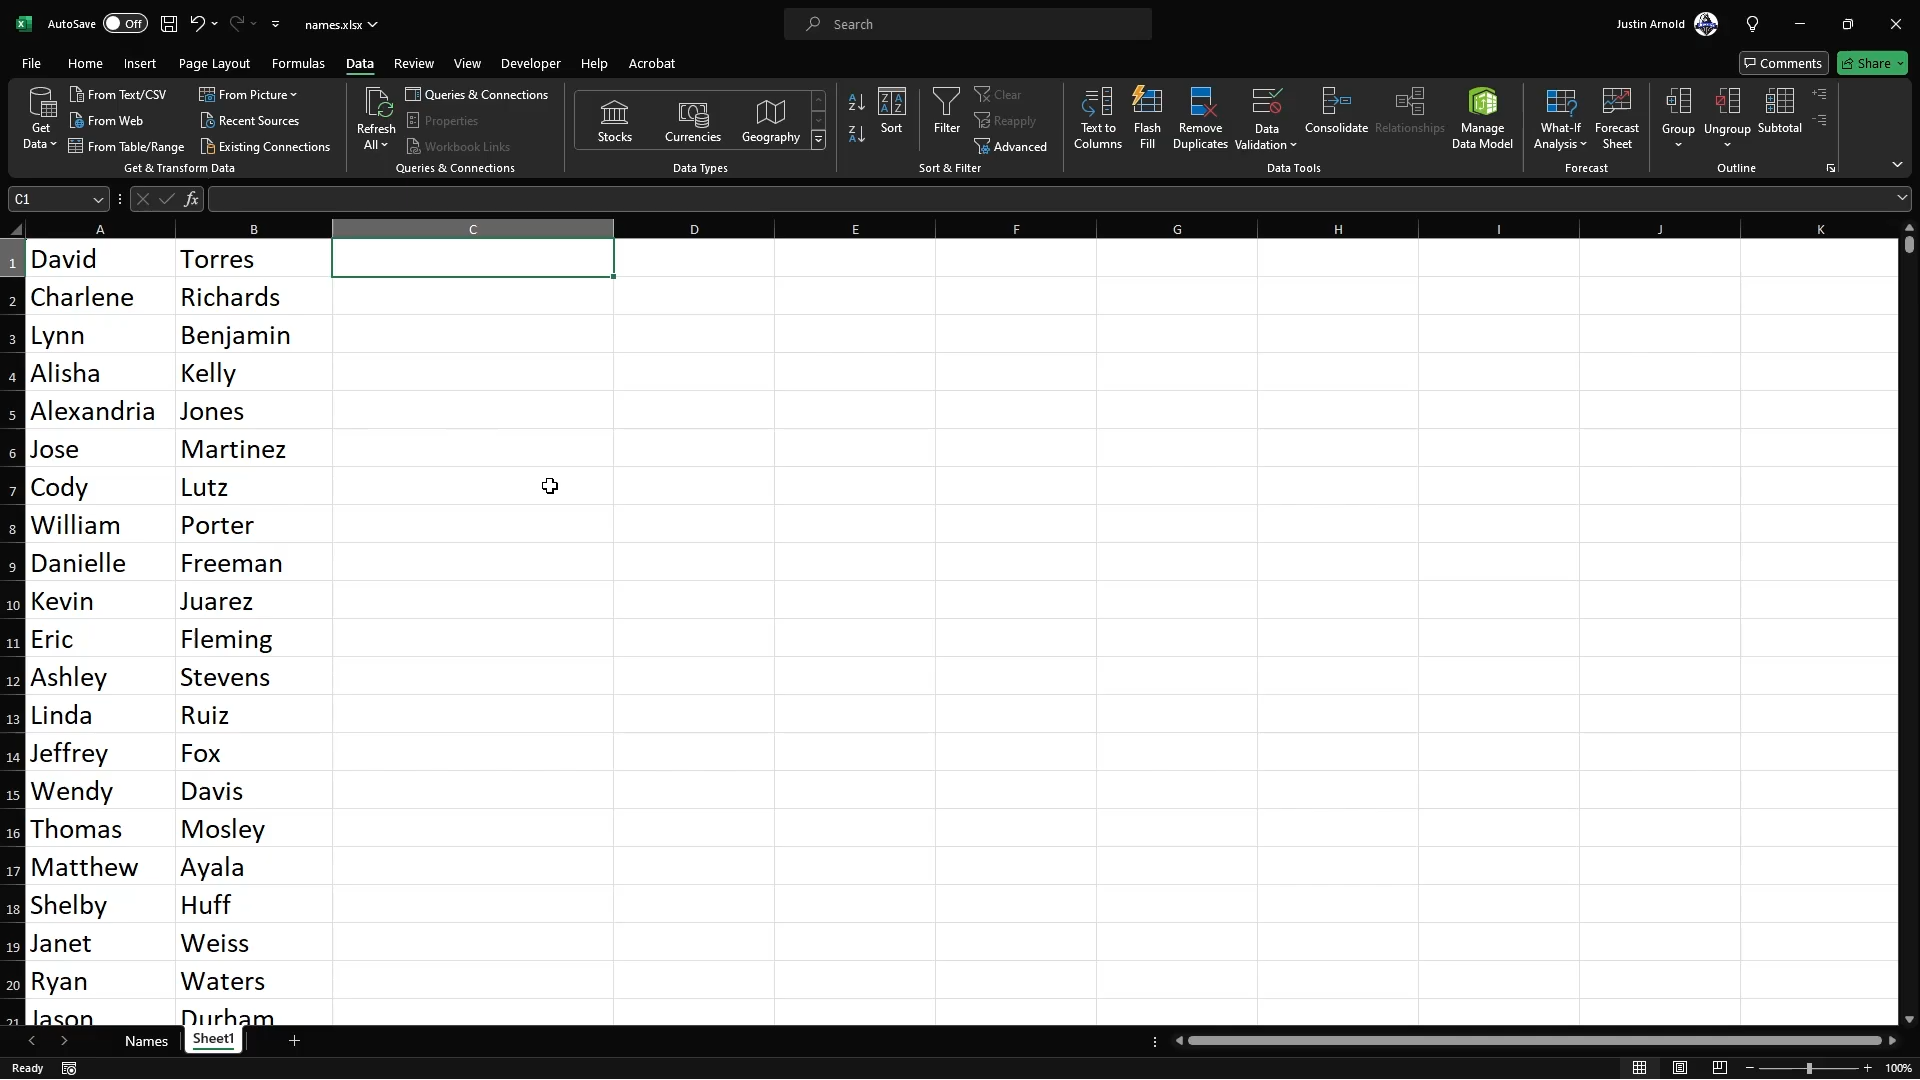 AutoSave Off names.xlsx Search Justin Arnold
File Home Insert Page Layout Formulas Data Review View Developer Help Acrobat Comments Share
Get Data
From Text/CSV
From Web
From Table/Range
From Picture
Recent Sources
Existing Connections
Get & Transform Data
Refresh All
Queries & Connections
Properties
Workbook Links
Queries & Connections
Stocks Currencies Geography
Data Types
Sort
Filter
Clear
Reapply
Advanced
Sort & Filter
Text to Columns
Flash Fill
Remove Duplicates
Data Validation
Consolidate
Relationships
Manage Data Model
Data Tools
What-If Analysis
Forecast Sheet
Forecast
Group
Ungroup
Subtotal
Outline
C1 fx
A B C D E F G H I J K
1 David Torres
2 Charlene Richards
3 Lynn Benjamin
4 Alisha Kelly
5 Alexandria Jones
6 Jose Martinez
7 Cody Lutz
8 William Porter
9 Danielle Freeman
10 Kevin Juarez
11 Eric Fleming
12 Ashley Stevens
13 Linda Ruiz
14 Jeffrey Fox
15 Wendy Davis
16 Thomas Mosley
17 Matthew Ayala
18 Shelby Huff
19 Janet Weiss
20 Ryan Waters
21 Jason Durham
Names Sheet1
Ready 100%